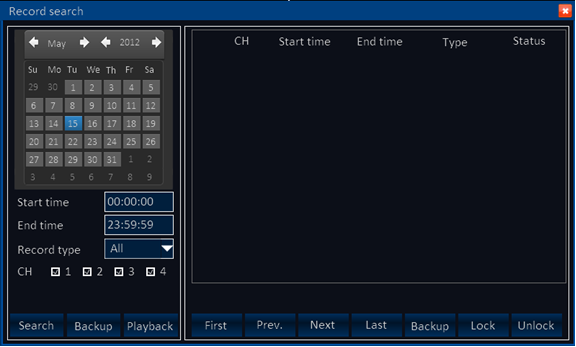 Record search
May 2012
Su Mo Tu We Th Fr Sa
29 30 1 2 3 4 5
6 7 8 9 10 11 12
13 14 15 16 17 18 19
20 21 22 23 24 25 26
27 28 29 30 31 1 2
3 4 5 6 7 8 9
Start time 00:00:00
End time 23:59:59
Record type All
CH 1 2 3 4
Search Backup Playback
CH Start time End time Type Status
First Prev. Next Last Backup Lock Unlock